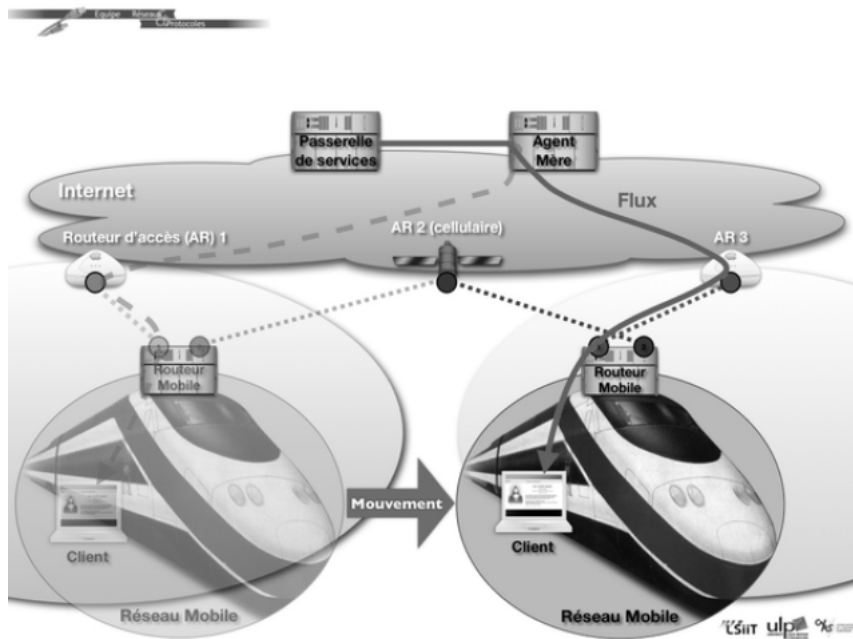 Equipe Réseaux
Protocoles
Passerelle
de services
Agent
Mère
Internet
Flux
Routeur d'accès (AR) 1
AR 2 (cellulaire)
AR 3
Routeur
Mobile
Routeur
Mobile
Mouvement
Client
Client
Réseau Mobile
Réseau Mobile
LSIIT ulp